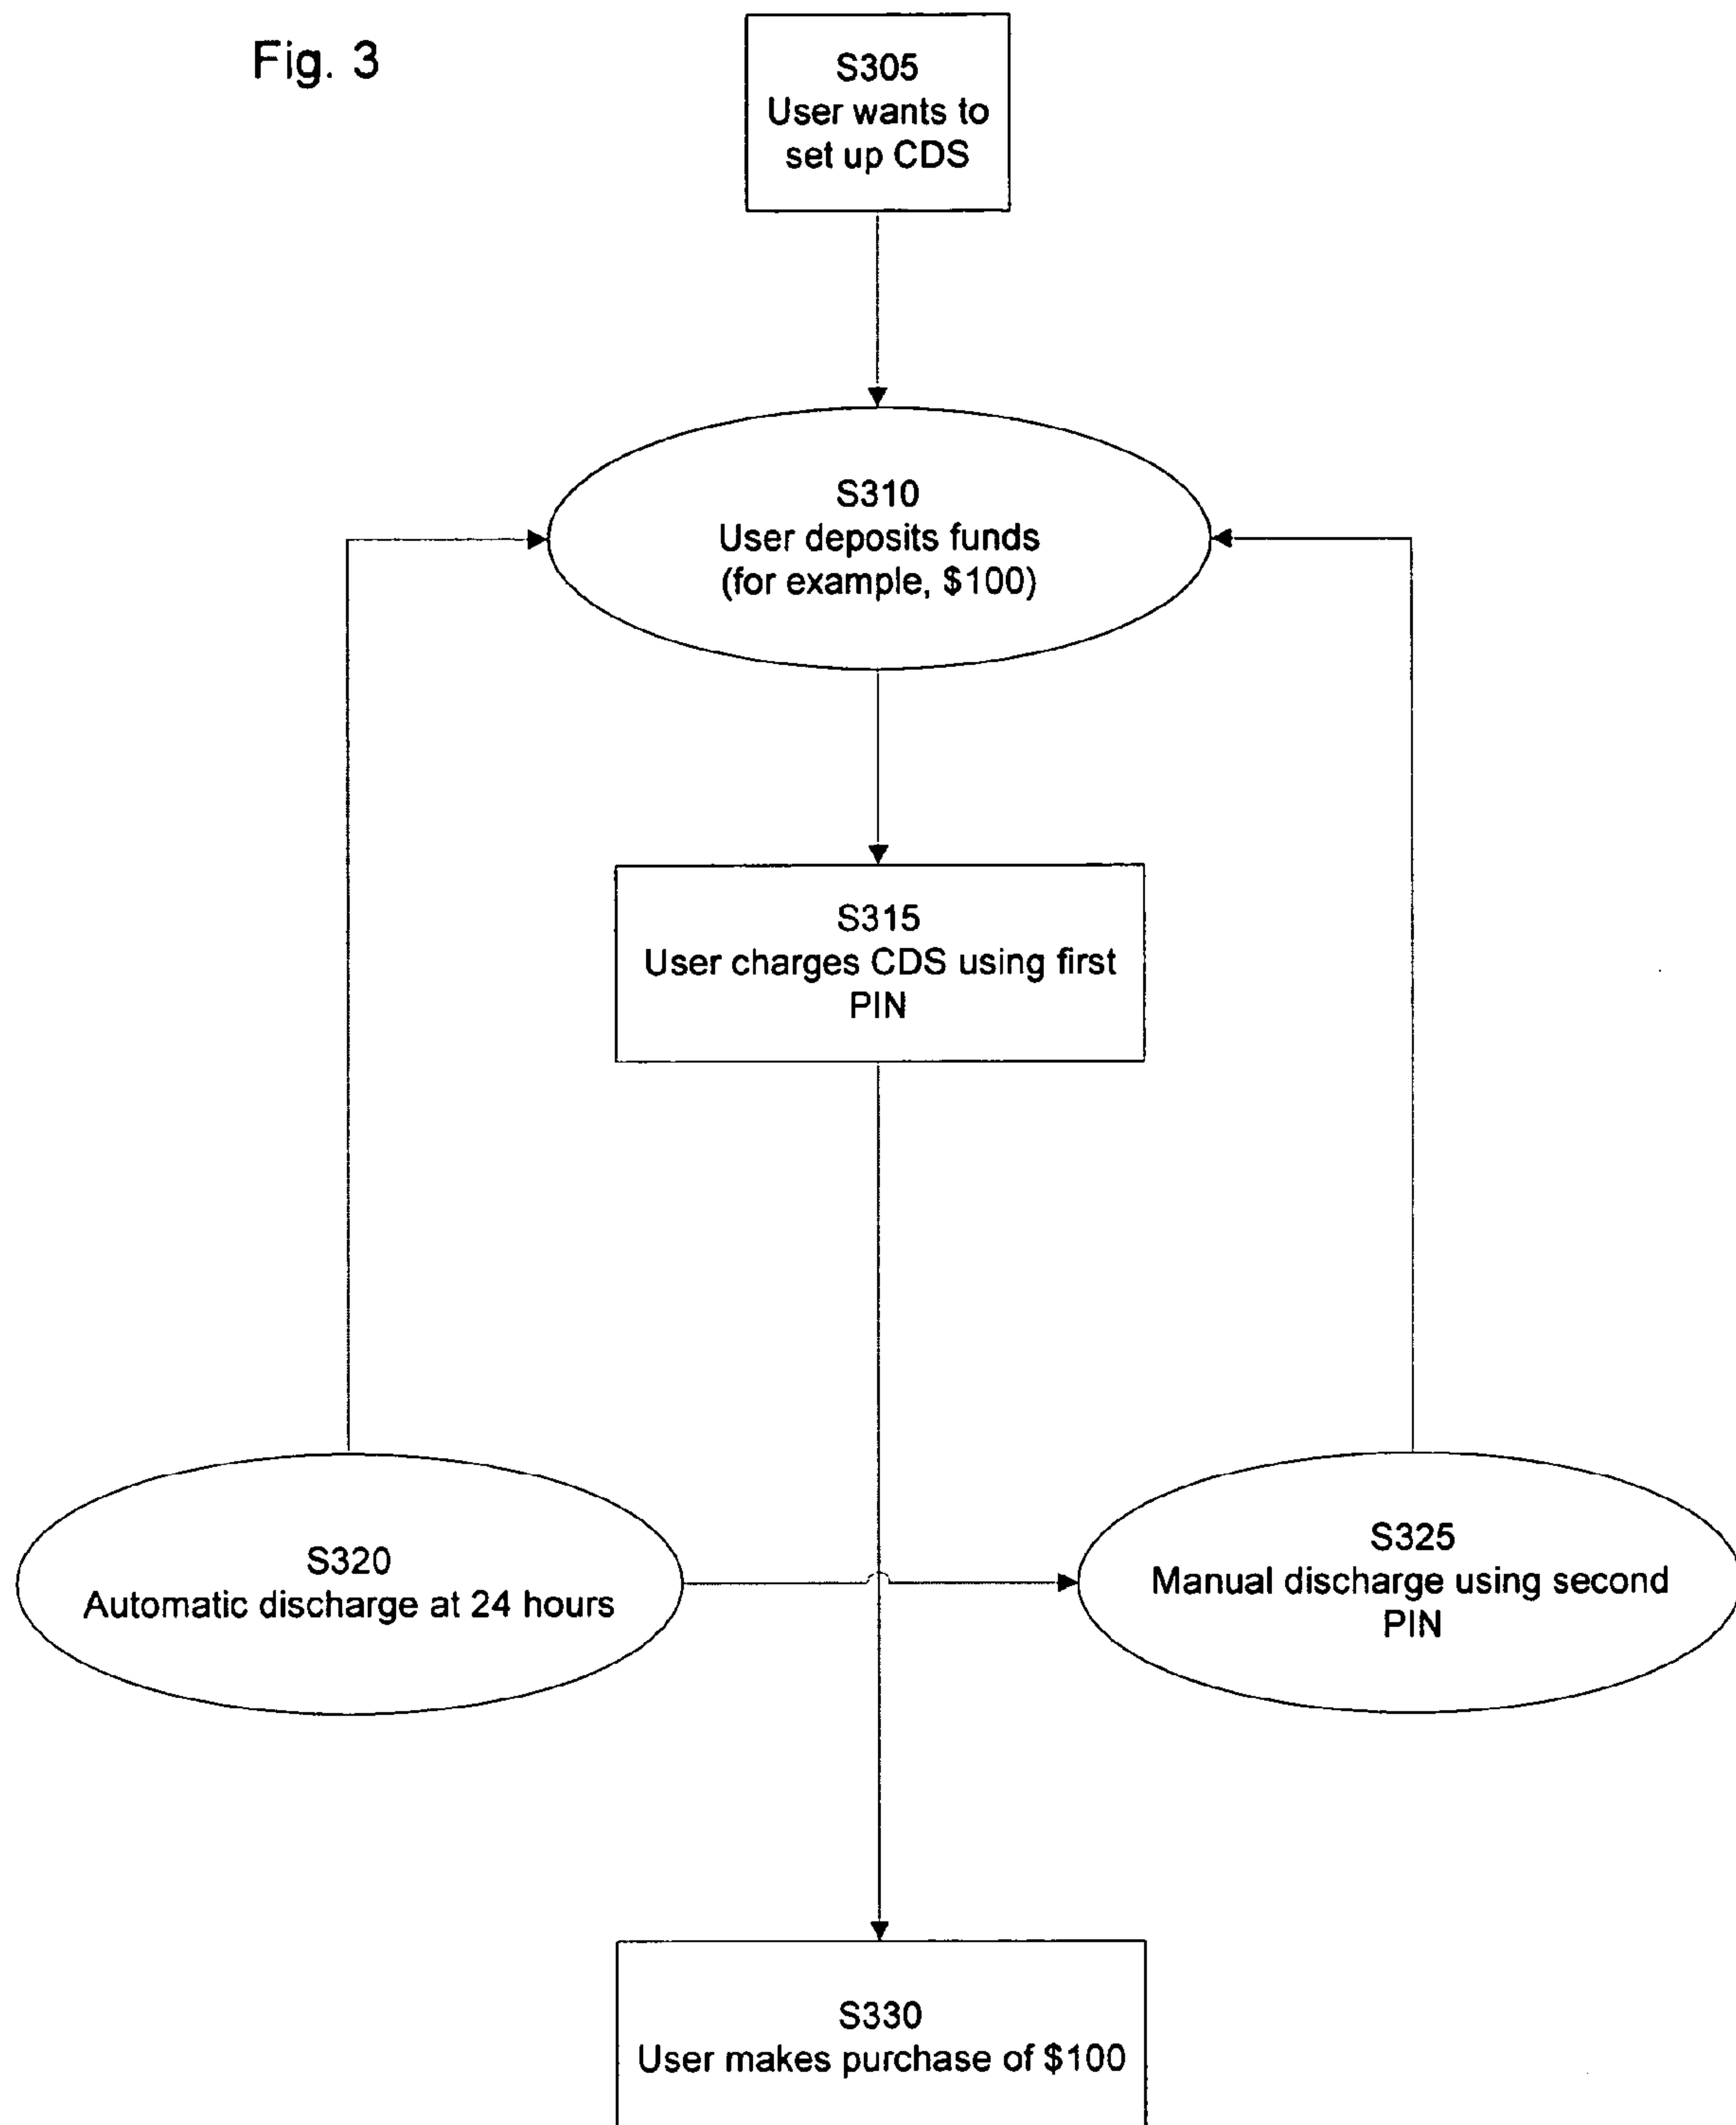 Fig. 3
S305
User wants to
set up CDS
S310
User deposits funds
(for example, $100)
S315
User charges CDS using first
PIN
S320
Automatic discharge at 24 hours
S325
Manual discharge using second
PIN
S330
User makes purchase of $100